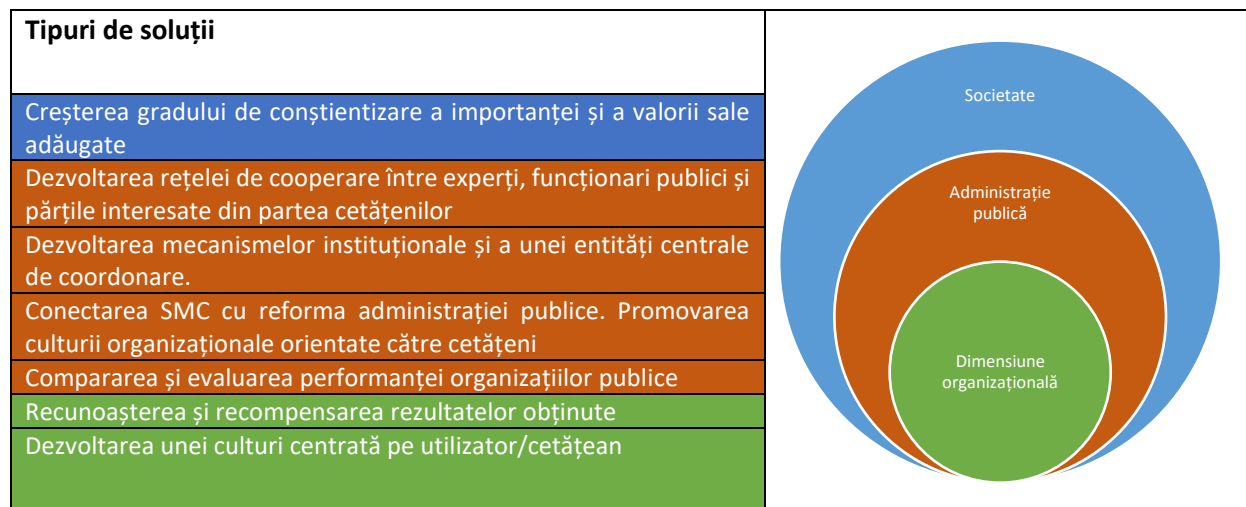 Tipuri de soluții
Creșterea gradului de conștientizare a importanței și a valorii sale
adăugate
Dezvoltarea rețelei de cooperare între experți, funcționari publici și
părțile interesate din partea cetățenilor
Dezvoltarea mecanismelor instituționale și a unei entități centrale
de coordonare.
Conectarea SMC cu reforma administrației publice. Promovarea
culturii organizaționale orientate către cetățeni
Compararea și evaluarea performanței organizațiilor publice
Recunoașterea și recompensarea rezultatelor obținute
Dezvoltarea unei culturi centrată pe utilizator/cetățean
Societate
Administrație
publică
Dimensiune
organizațională